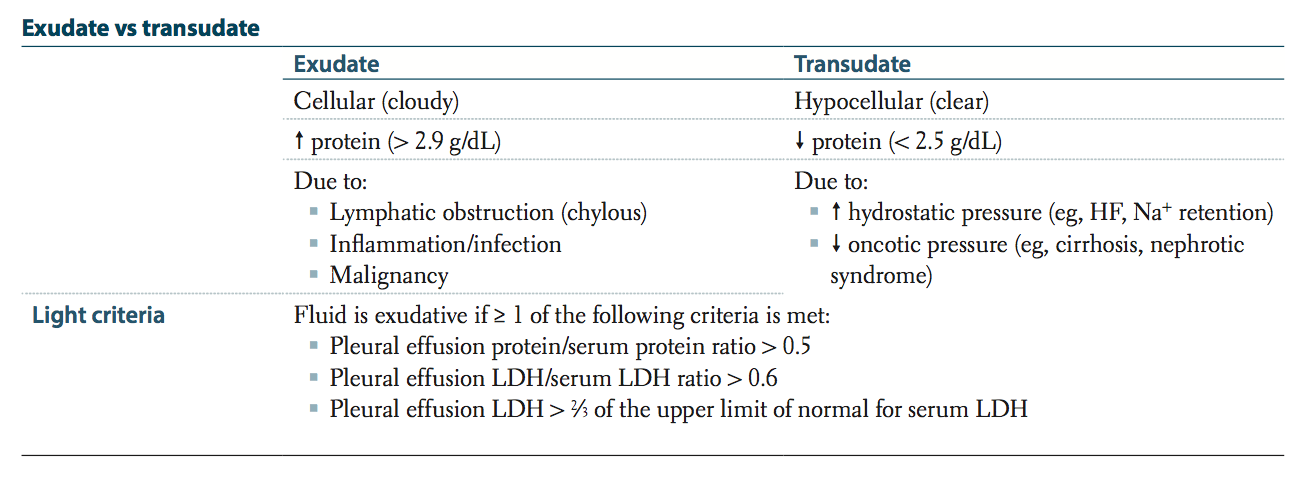 Exudate vs transudate
Exudate Transudate
Cellular (cloudy) Hypocellular (clear)
↑ protein (> 2.9 g/dL) ↓ protein (< 2.5 g/dL)
Due to:
▪ Lymphatic obstruction (chylous)
▪ Inflammation/infection
▪ Malignancy
Due to:
▪ ↑ hydrostatic pressure (eg, HF, Na⁺ retention)
▪ ↓ oncotic pressure (eg, cirrhosis, nephrotic
syndrome)
Light criteria Fluid is exudative if ≥ 1 of the following criteria is met:
▪ Pleural effusion protein/serum protein ratio > 0.5
▪ Pleural effusion LDH/serum LDH ratio > 0.6
▪ Pleural effusion LDH > ⅔ of the upper limit of normal for serum LDH